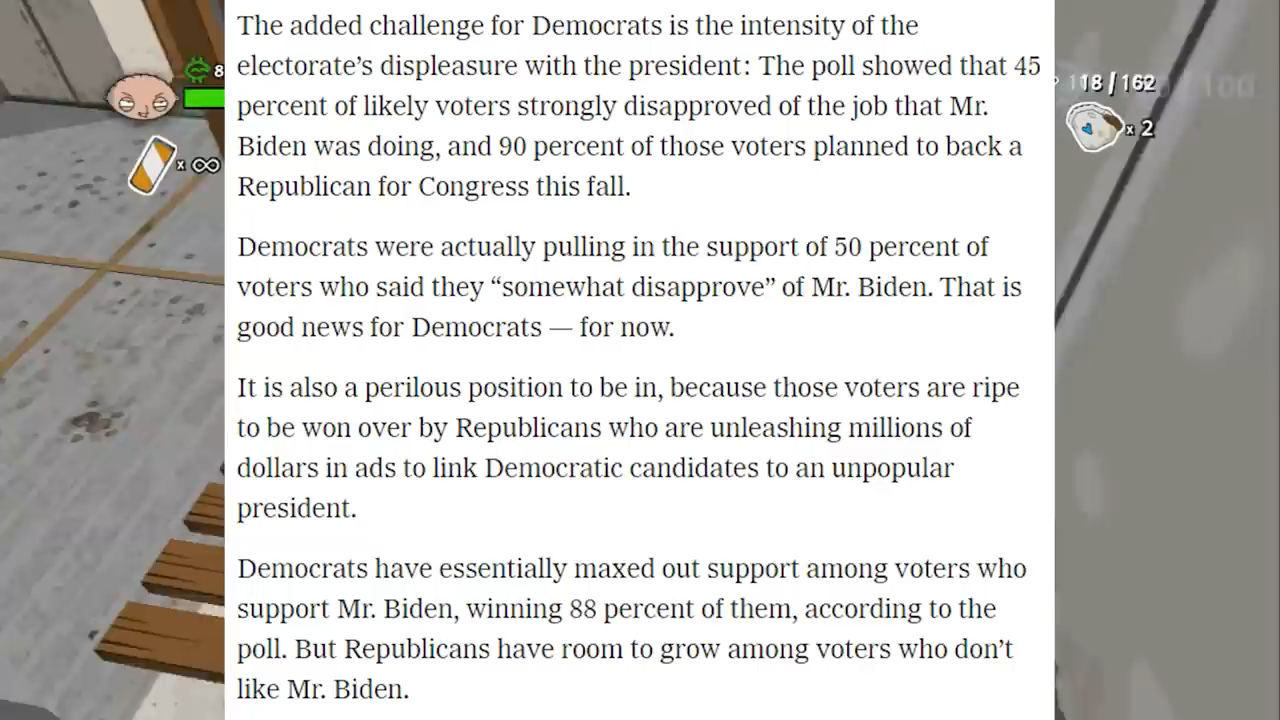 The added challenge for Democrats is the intensity of the
electorate’s displeasure with the president: The poll showed that 45
percent of likely voters strongly disapproved of the job that Mr.
Biden was doing, and 90 percent of those voters planned to back a
Republican for Congress this fall.
Democrats were actually pulling in the support of 50 percent of
voters who said they “somewhat disapprove” of Mr. Biden. That is
good news for Democrats — for now.
It is also a perilous position to be in, because those voters are ripe
to be won over by Republicans who are unleashing millions of
dollars in ads to link Democratic candidates to an unpopular
president.
Democrats have essentially maxed out support among voters who
support Mr. Biden, winning 88 percent of them, according to the
poll. But Republicans have room to grow among voters who don’t
like Mr. Biden.
8
x ∞
118 / 162
x 2